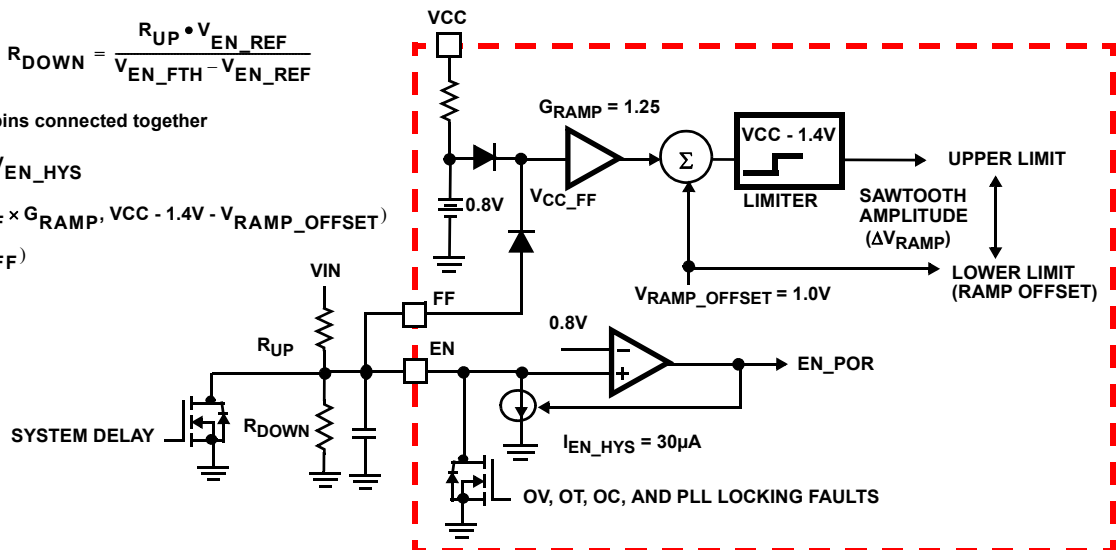 R_DOWN = R_UP • V_EN_REF / V_EN_FTH – V_EN_REF
pins connected together
V_EN_HYS
× G_RAMP, VCC - 1.4V - V_RAMP_OFFSET)
FF)
VCC
G_RAMP = 1.25
VCC - 1.4V
Σ
UPPER LIMIT
0.8V
V_CC_FF
LIMITER
SAWTOOTH
AMPLITUDE
(ΔV_RAMP)
LOWER LIMIT
(RAMP OFFSET)
V_RAMP_OFFSET = 1.0V
VIN
FF
0.8V
R_UP
EN
−
+
EN_POR
SYSTEM DELAY
R_DOWN
I_EN_HYS = 30µA
OV, OT, OC, AND PLL LOCKING FAULTS